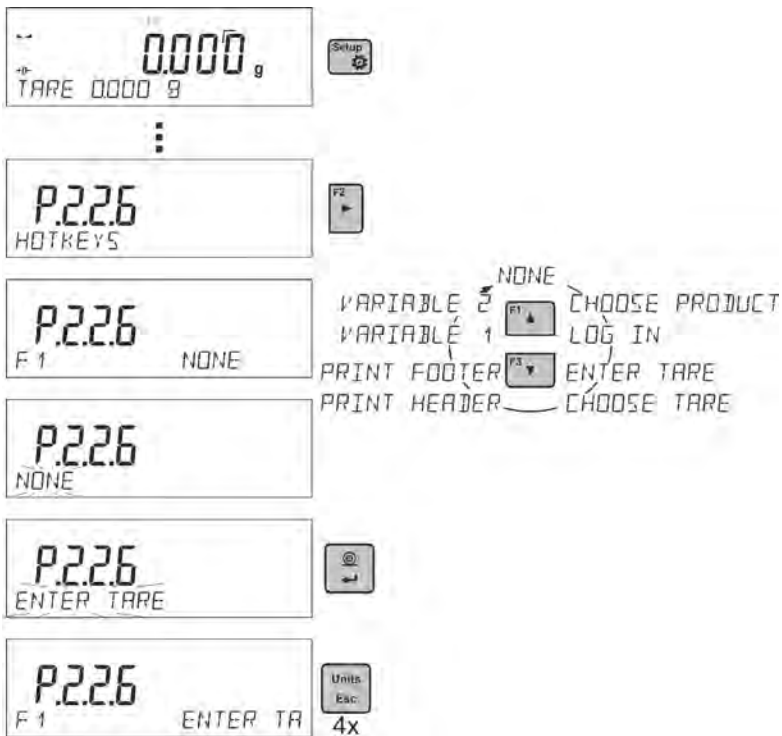 0.000 g
TARE 0.000 g
Setup
P.2.2.6
HOTKEYS
F2
P.2.2.6
F1 NONE
NONE
VARIABLE 2 CHOOSE PRODUCT
F1
VARIABLE 1 LOG IN
F3
PRINT FOOTER ENTER TARE
PRINT HEADER CHOOSE TARE
P.2.2.6
NONE
P.2.2.6
ENTER TARE
P.2.2.6
F1 ENTER TA
Units
Esc
4x